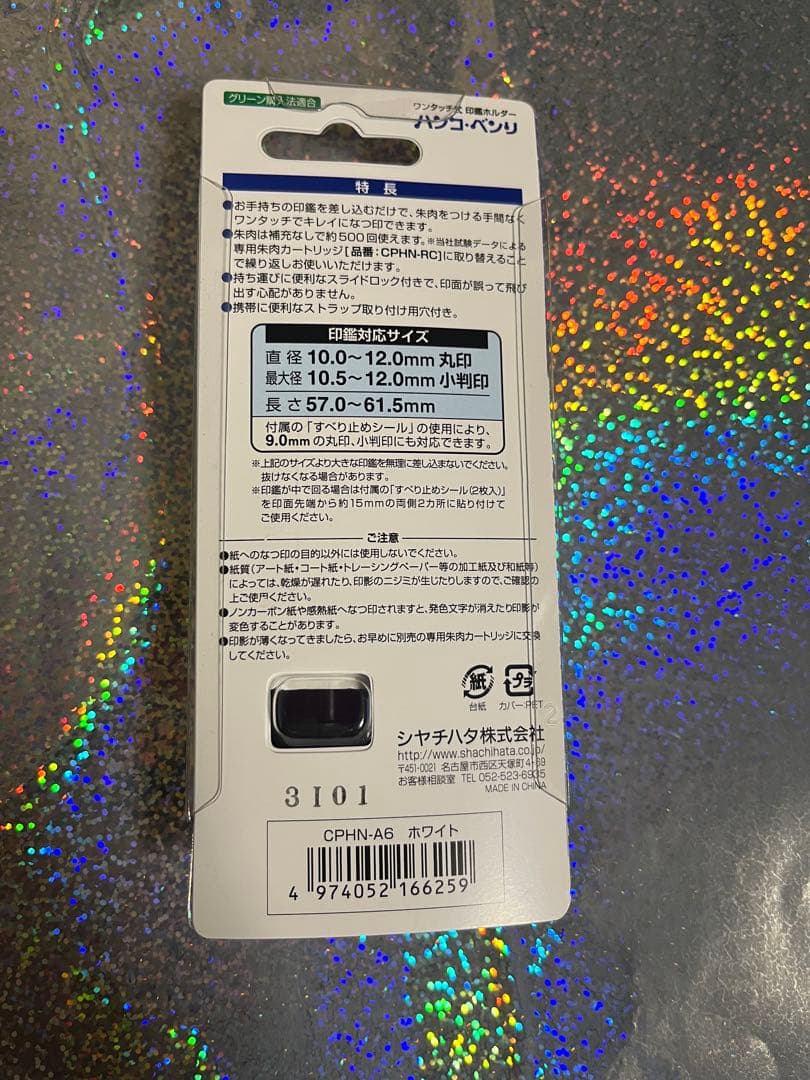 グリーン購入法適合
ワンタッチ式 印鑑ホルダー
ハンコ・ベンリ
特長
●お手持ちの印鑑を差し込むだけで、朱肉をつける手間なく
ワンタッチでキレイになつ印できます。
●朱肉は補充なしで約500回使えます。※当社試験データによる
専用朱肉カートリッジ[品番：CPHN-RC]に取り替えること
で繰り返しお使いいただけます。
●持ち運びに便利なスライドロック付きで、印面が誤って飛び
出す心配がありません。
●携帯に便利なストラップ取り付け用穴付き。
印鑑対応サイズ
直径 10.0～12.0mm 丸印
最大径 10.5～12.0mm 小判印
長さ 57.0～61.5mm
付属の「すべり止めシール」の使用により、
9.0mmの丸印、小判印にも対応できます。
※上記のサイズより大きな印鑑を無理に差し込まないでください。
抜けなくなる場合があります。
※印鑑が中で回る場合は付属の「すべり止めシール(2枚入)」
を印面先端から約15mmの両側2カ所に貼り付けて
ご使用ください。
ご注意
●紙へのなつ印の目的以外には使用しないでください。
●紙質(アート紙・コート紙・トレーシングペーパー等の加工紙及び和紙等)
によっては、乾燥が遅れたり、印影のニジミが生じたりしますので、ご確認の
上ご使用ください。
●ノンカーボン紙や感熱紙へなつ印されますと、発色文字が消えたり印影が
変色することがあります。
●印影が薄くなってきましたら、お早めに別売の専用朱肉カートリッジに交換
してください。
紙 プラ
台紙 カバー:PET
シヤチハタ株式会社
http://www.shachihata.co.jp/
〒451-0021 名古屋市西区天塚町4-69
お客様相談室 TEL 052-523-6935
MADE IN CHINA
3I01
CPHN-A6 ホワイト
4 974052 166259